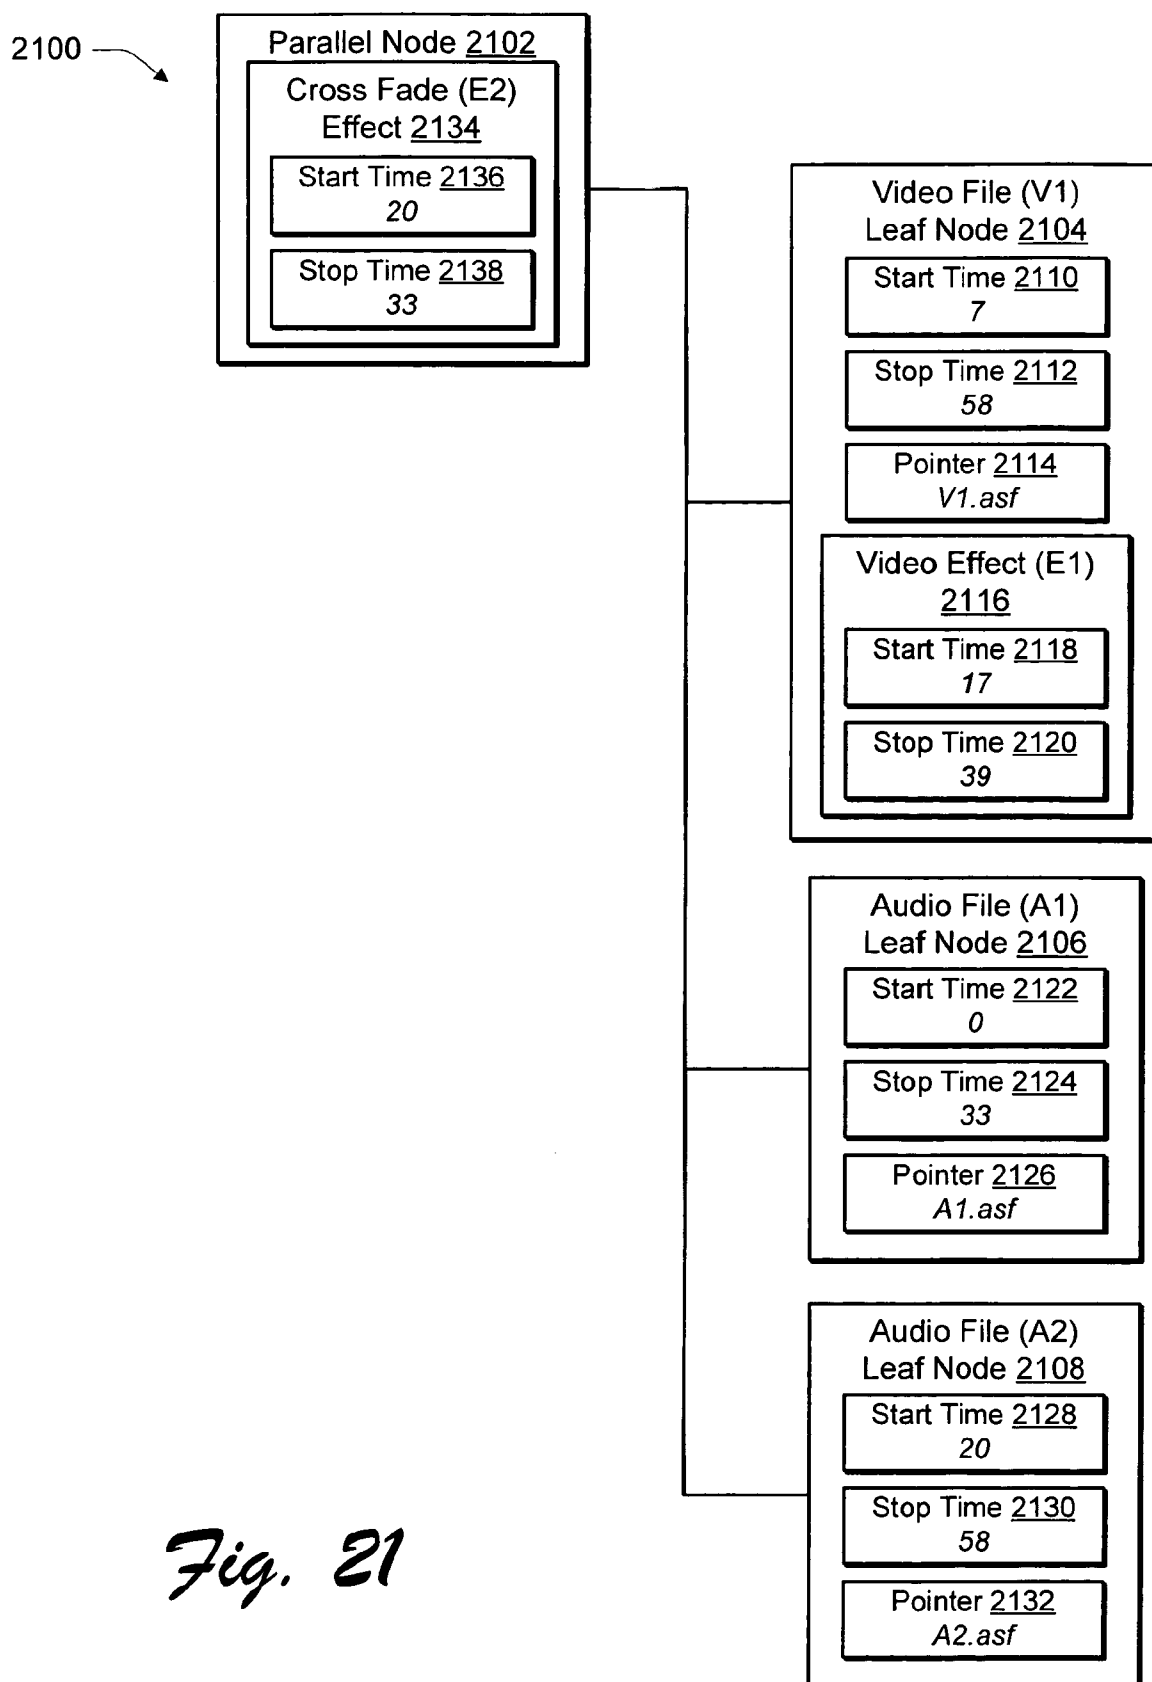 2100
Parallel Node 2102
Cross Fade (E2)
Effect 2134
Start Time 2136
20
Stop Time 2138
33
Video File (V1)
Leaf Node 2104
Start Time 2110
7
Stop Time 2112
58
Pointer 2114
V1.asf
Video Effect (E1)
2116
Start Time 2118
17
Stop Time 2120
39
Audio File (A1)
Leaf Node 2106
Start Time 2122
0
Stop Time 2124
33
Pointer 2126
A1.asf
Audio File (A2)
Leaf Node 2108
Start Time 2128
20
Stop Time 2130
58
Pointer 2132
A2.asf
Fig. 21